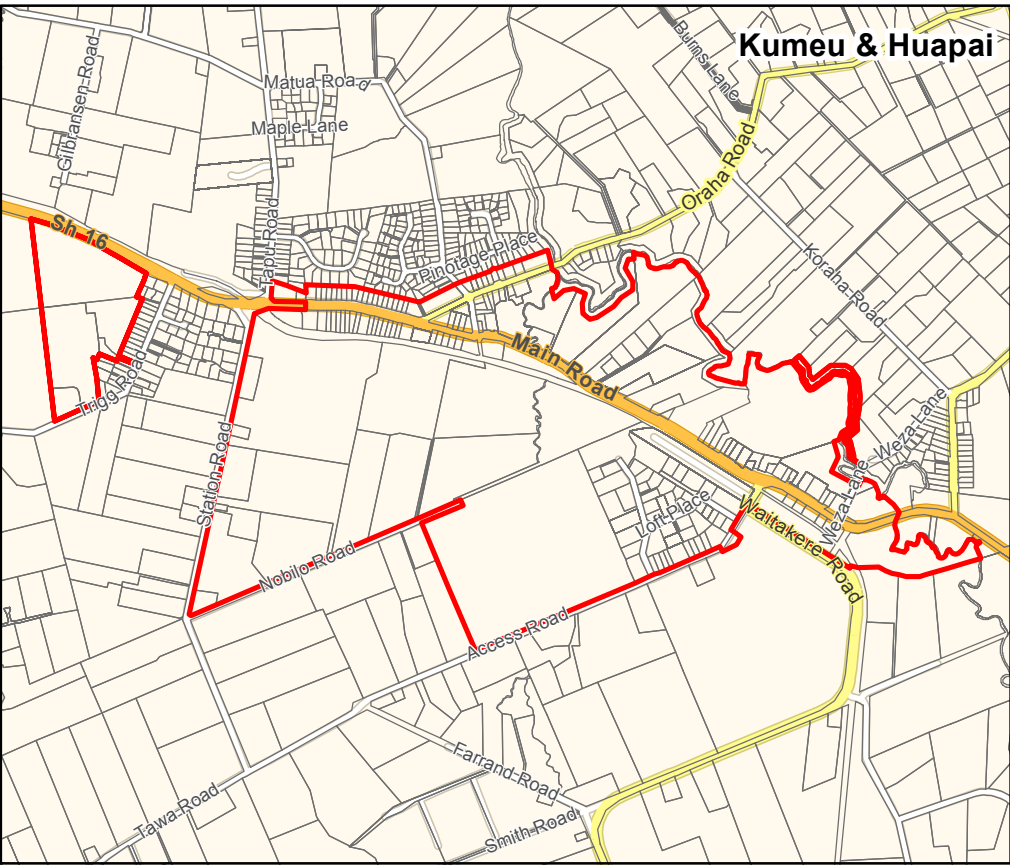 Kumeu & Huapai
Burns Lane
Matua Road
Gilbransen Road
Maple Lane
Oraha Road
Sh 16
Tapu Road
Pinotage Place
Koraha Road
Main Road
Trigg Road
Weza Lane
Station Road
Loft Place
Weza Lane
Waitakere Road
Nobilo Road
Access Road
Farrand Road
Tawa Road
Smith Road